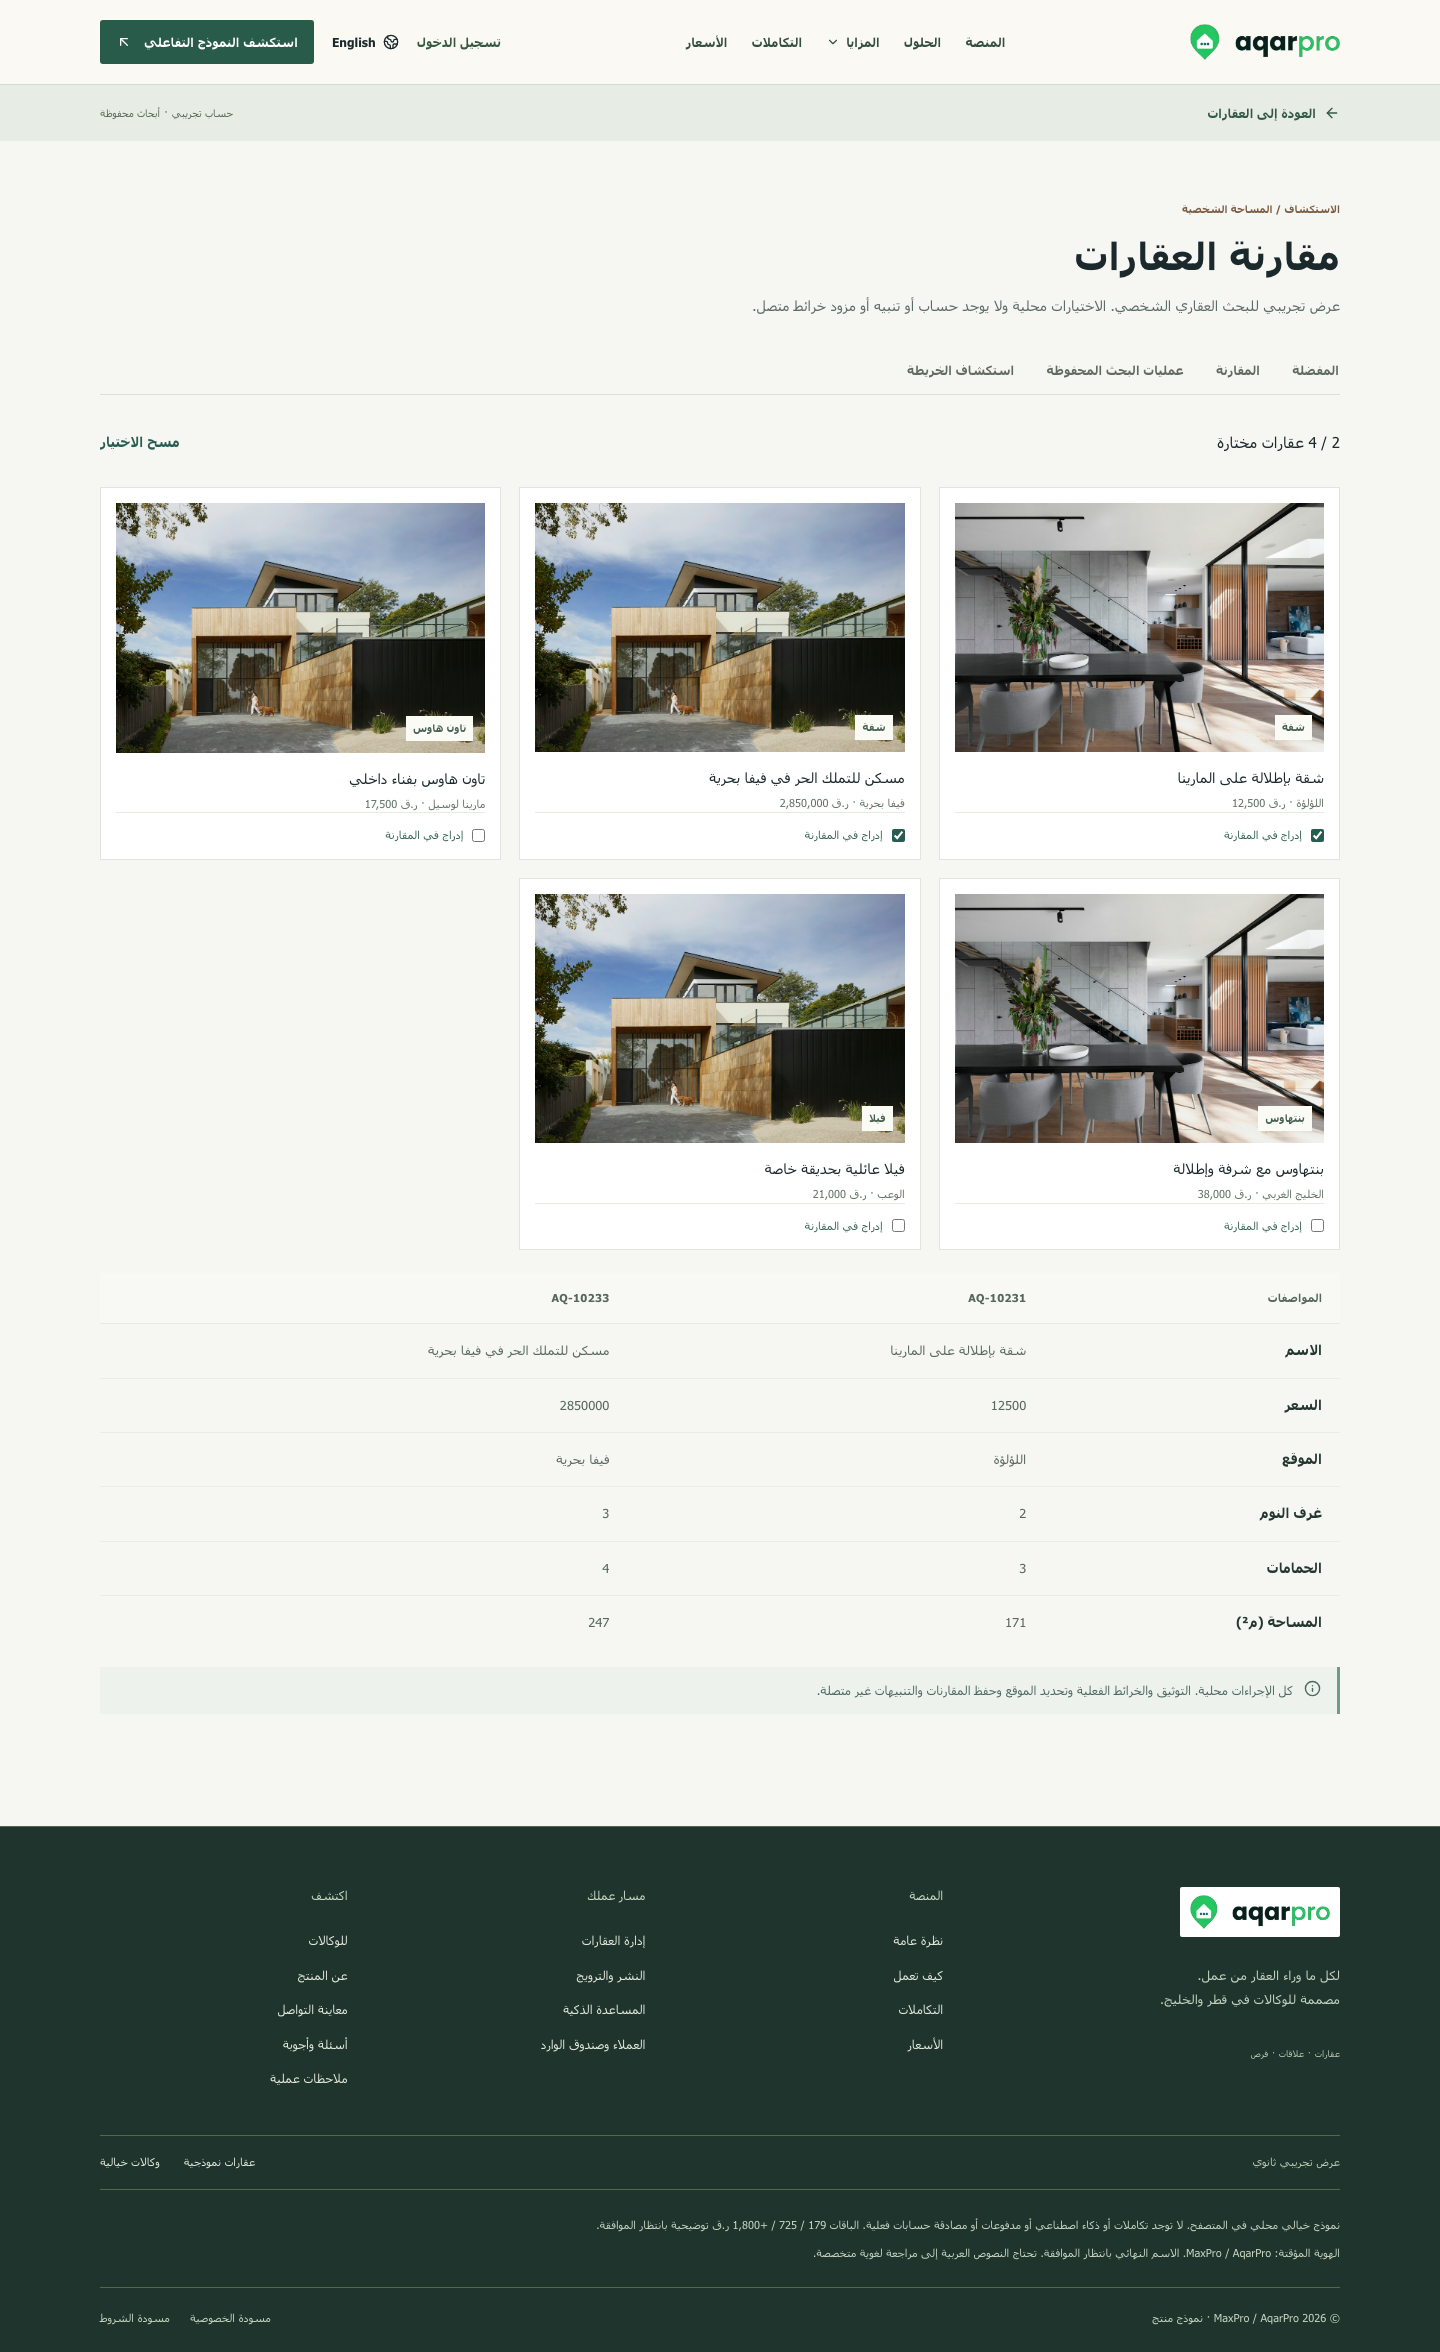 aqarpro
المنصة
الحلول
المزايا
التكاملات
الأسعار
تسجيل الدخول
English
استكشف النموذج التفاعلي
العودة إلى العقارات
حساب تجريبي · أبحاث محفوظة
الاستكشاف / المساحة الشخصية
مقارنة العقارات
عرض تجريبي للبحث العقاري الشخصي. الاختيارات محلية ولا يوجد حساب أو تنبيه أو مزود خرائط متصل.
المفضلة
المقارنة
عمليات البحث المحفوظة
استكشاف الخريطة
2 / 4 عقارات مختارة
مسح الاختيار
شقة
شقة بإطلالة على المارينا
اللؤلؤة · ر.ق 12,500
إدراج في المقارنة
شقة
مسكن للتملك الحر في فيفا بحرية
فيفا بحرية · ر.ق 2,850,000
إدراج في المقارنة
تاون هاوس
تاون هاوس بفناء داخلي
مارينا لوسيل · ر.ق 17,500
إدراج في المقارنة
بنتهاوس
بنتهاوس مع شرفة وإطلالة
الخليج الغربي · ر.ق 38,000
إدراج في المقارنة
فيلا
فيلا عائلية بحديقة خاصة
الوعب · ر.ق 21,000
إدراج في المقارنة
المواصفات AQ-10231 AQ-10233
الاسم شقة بإطلالة على المارينا مسكن للتملك الحر في فيفا بحرية
السعر 12500 2850000
الموقع اللؤلؤة فيفا بحرية
غرف النوم 2 3
الحمامات 3 4
المساحة (م²) 171 247
كل الإجراءات محلية. التوثيق والخرائط الفعلية وتحديد الموقع وحفظ المقارنات والتنبيهات غير متصلة.
aqarpro
لكل ما وراء العقار من عمل.
مصممة للوكالات في قطر والخليج.
عقارات · علاقات · فرص
المنصة
نظرة عامة
كيف تعمل
التكاملات
الأسعار
مسار عملك
إدارة العقارات
النشر والترويج
المساعدة الذكية
العملاء وصندوق الوارد
اكتشف
للوكالات
عن المنتج
معاينة التواصل
أسئلة وأجوبة
ملاحظات عملية
عرض تجريبي ثانوي
عقارات نموذجية
وكالات خيالية
نموذج خيالي محلي في المتصفح. لا توجد تكاملات أو ذكاء اصطناعي أو مدفوعات أو مصادقة حسابات فعلية. الباقات 179 / 725 / +1,800 ر.ق توضيحية بانتظار الموافقة.
الهوية المؤقتة: MaxPro / AqarPro. الاسم النهائي بانتظار الموافقة. تحتاج النصوص العربية إلى مراجعة لغوية متخصصة.
© 2026 MaxPro / AqarPro · نموذج منتج
مسودة الخصوصية
مسودة الشروط